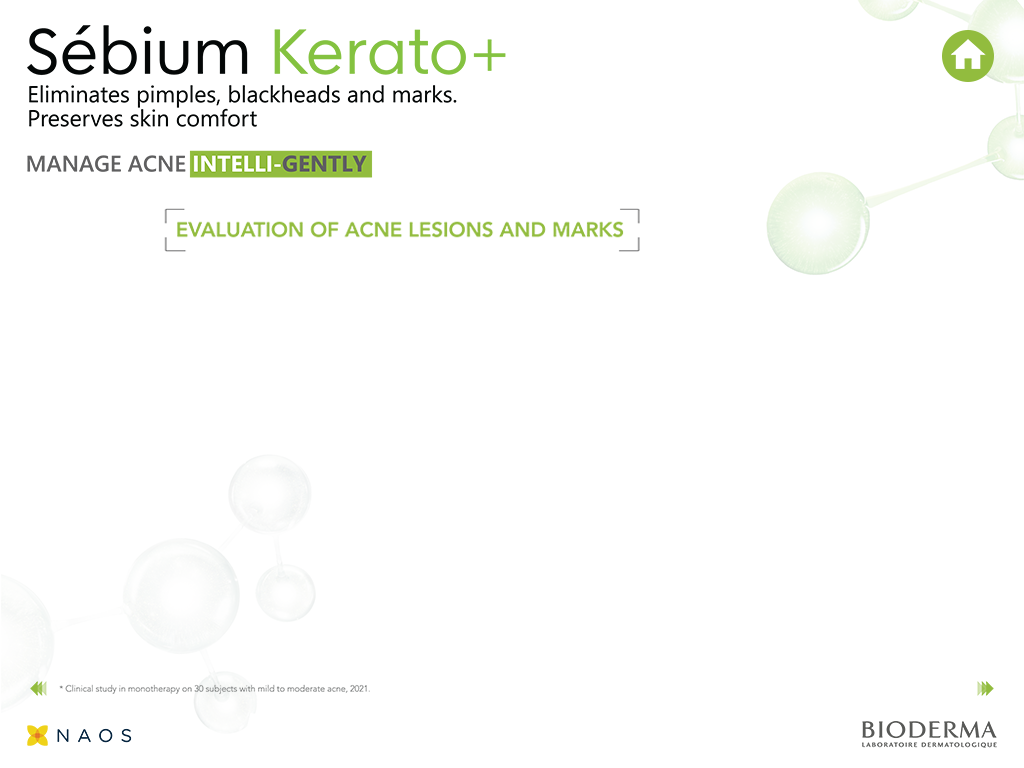 Sébium Kerato+
Eliminates pimples, blackheads and marks.
Preserves skin comfort
MANAGE ACNE INTELLI-GENTLY
EVALUATION OF ACNE LESIONS AND MARKS
* Clinical study in monotherapy on 30 subjects with mild to moderate acne, 2021.
NAOS
BIODERMA
LABORATOIRE DERMATOLOGIQUE